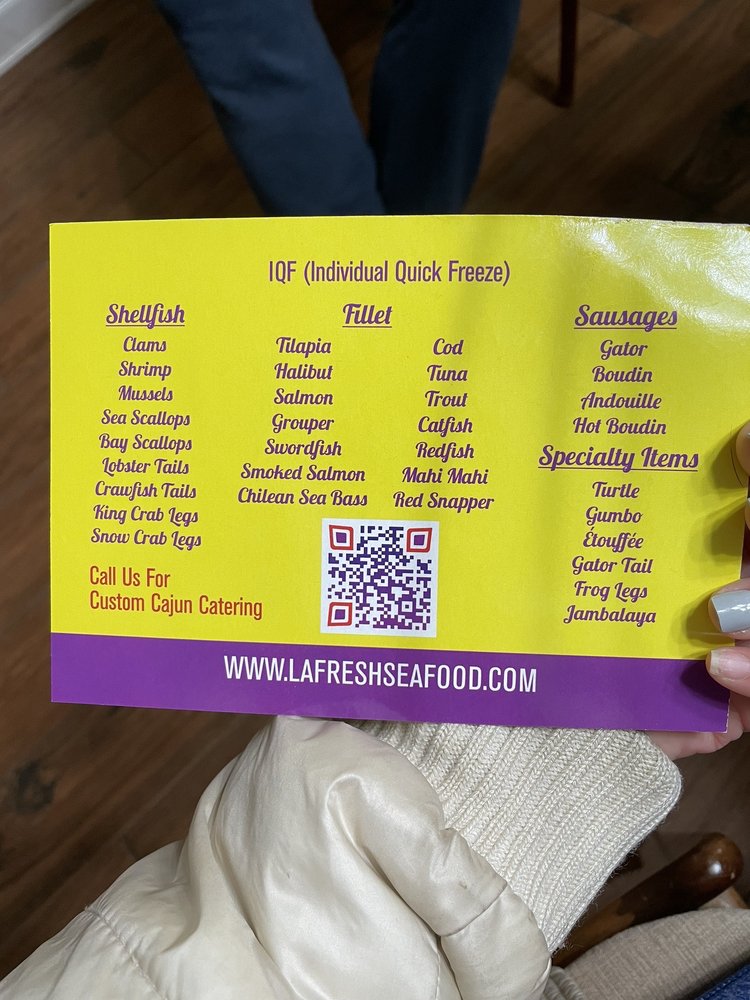 IQF (Individual Quick Freeze)
Shellfish
Clams
Shrimp
Mussels
Sea Scallops
Bay Scallops
Lobster Tails
Crawfish Tails
King Crab Legs
Snow Crab Legs
Fillet
Tilapia
Halibut
Salmon
Grouper
Swordfish
Smoked Salmon
Chilean Sea Bass
Cod
Tuna
Trout
Catfish
Redfish
Mahi Mahi
Red Snapper
Sausages
Gator
Boudin
Andouille
Hot Boudin
Specialty Items
Turtle
Gumbo
Étouffée
Gator Tail
Frog Legs
Jambalaya
Call Us For
Custom Cajun Catering
WWW.LAFRESHSEAFOOD.COM